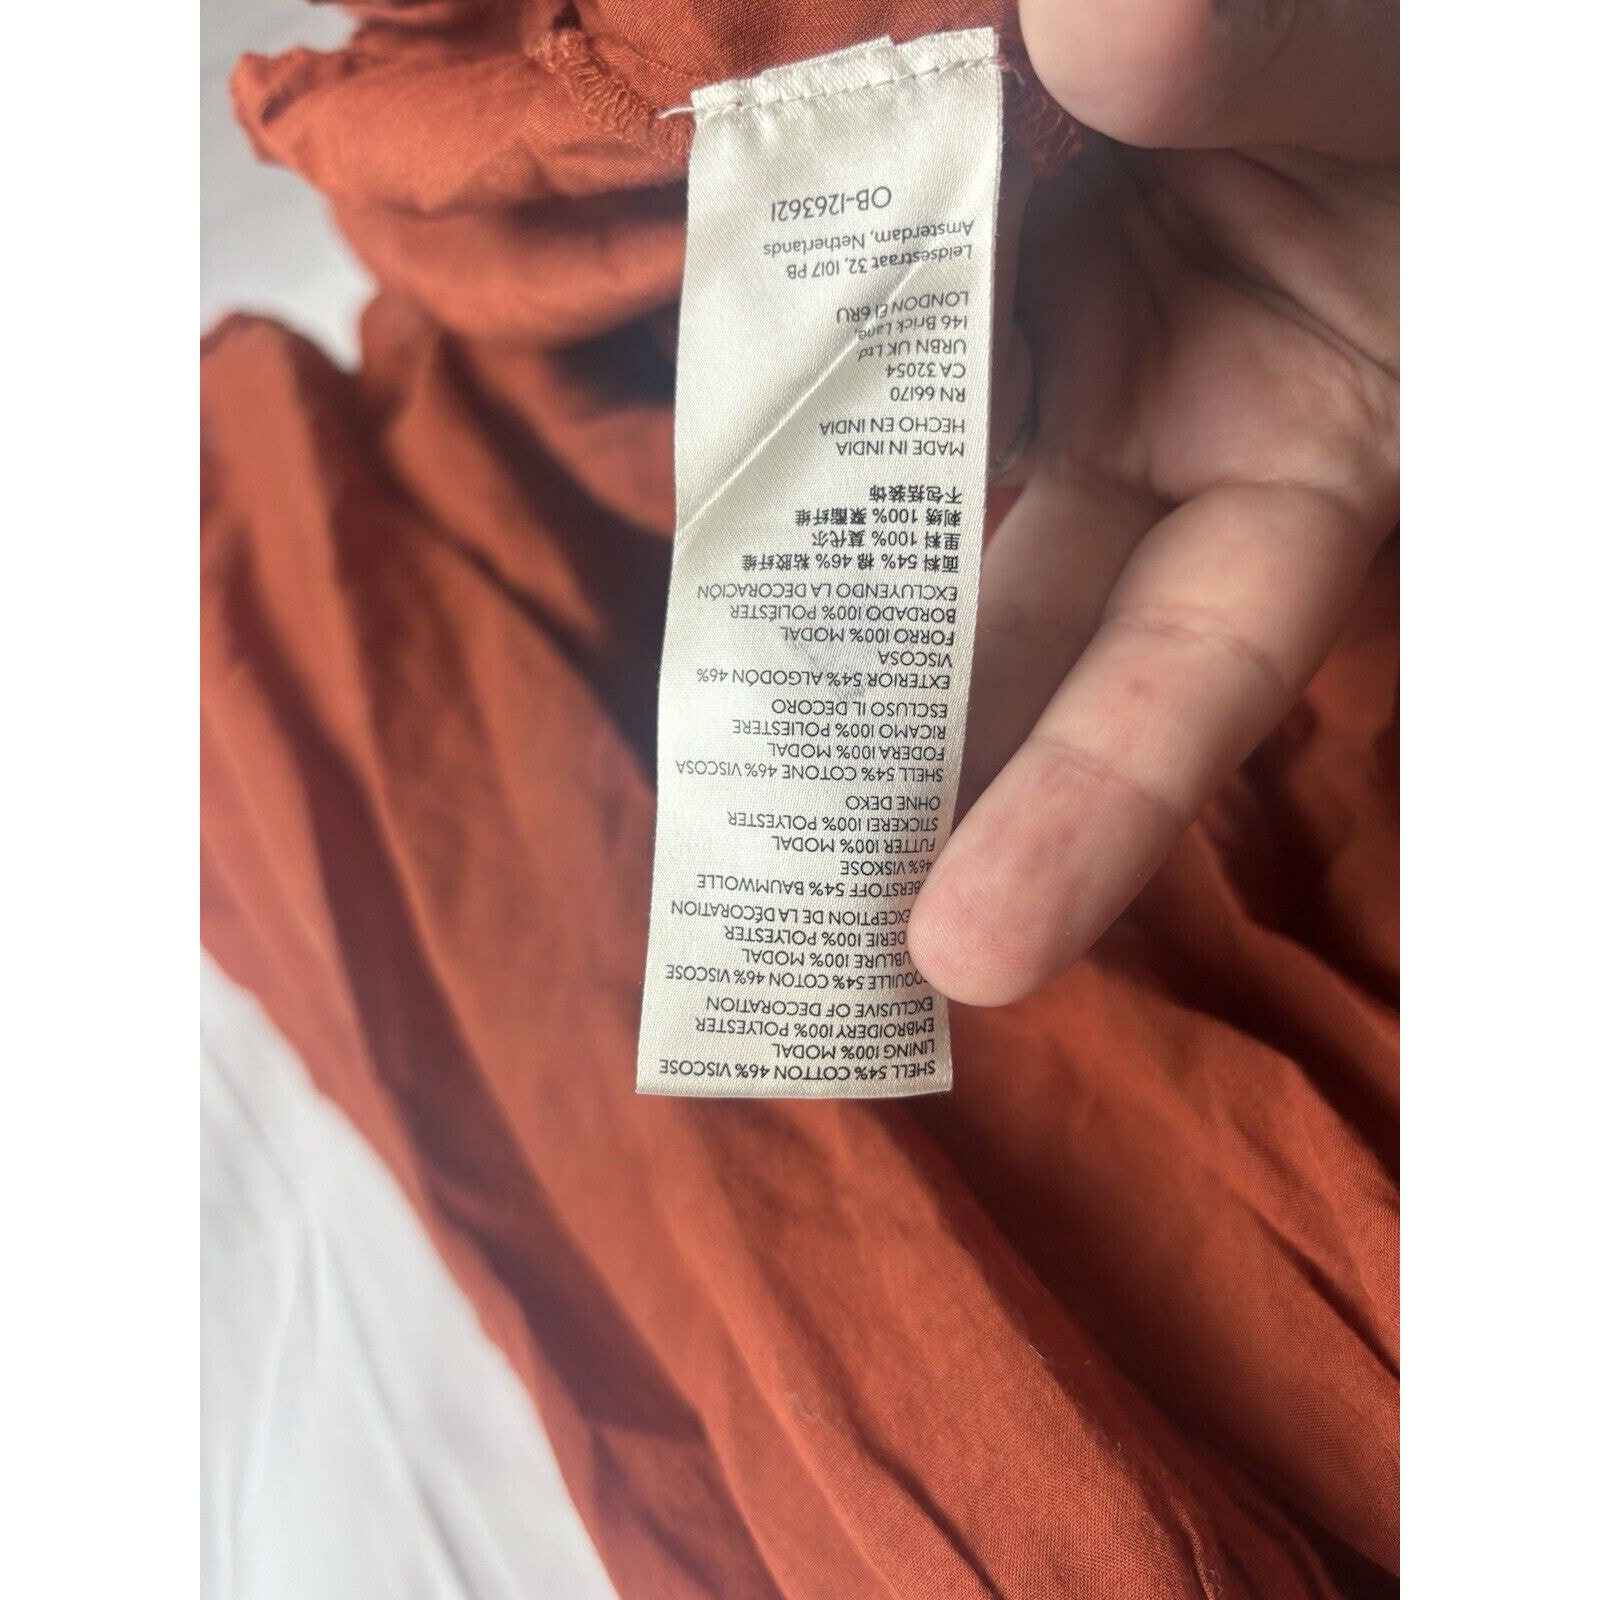 SHELL 54% COTTON 46% VISCOSE
LINING 100% MODAL
EMBROIDERY 100% POLYESTER
EXCLUSIVE OF DECORATION
OQUILLE 54% COTON 46% VISCOSE
UBLURE 100% MODAL
DERIE 100% POLYESTER
EXCEPTION DE LA DÉCORATION
BERSTOFF 54% BAUMWOLLE
46% VISKOSE
FUTTER 100% MODAL
STICKEREI 100% POLYESTER
OHNE DEKO
SHELL 54% COTONE 46% VISCOSA
FODERA 100% MODAL
RICAMO 100% POLIESTERE
ESCLUSO IL DECORO
EXTERIOR 54% ALGODÓN 46%
VISCOSA
FORRO 100% MODAL
BORDADO 100% POLIÉSTER
EXCLUYENDO LA DECORACIÓN
面料 54% 棉 46% 粘胶纤维
里料 100% 莫代尔
刺绣 100% 聚酯纤维
不包括装饰
MADE IN INDIA
HECHO EN INDIA
RN 66170
CA 32054
URBN UK Ltd
146 Brick Lane,
LONDON E1 6RU
Leidsestraat 32, 1017 PB
Amsterdam, Netherlands
OB-1263621